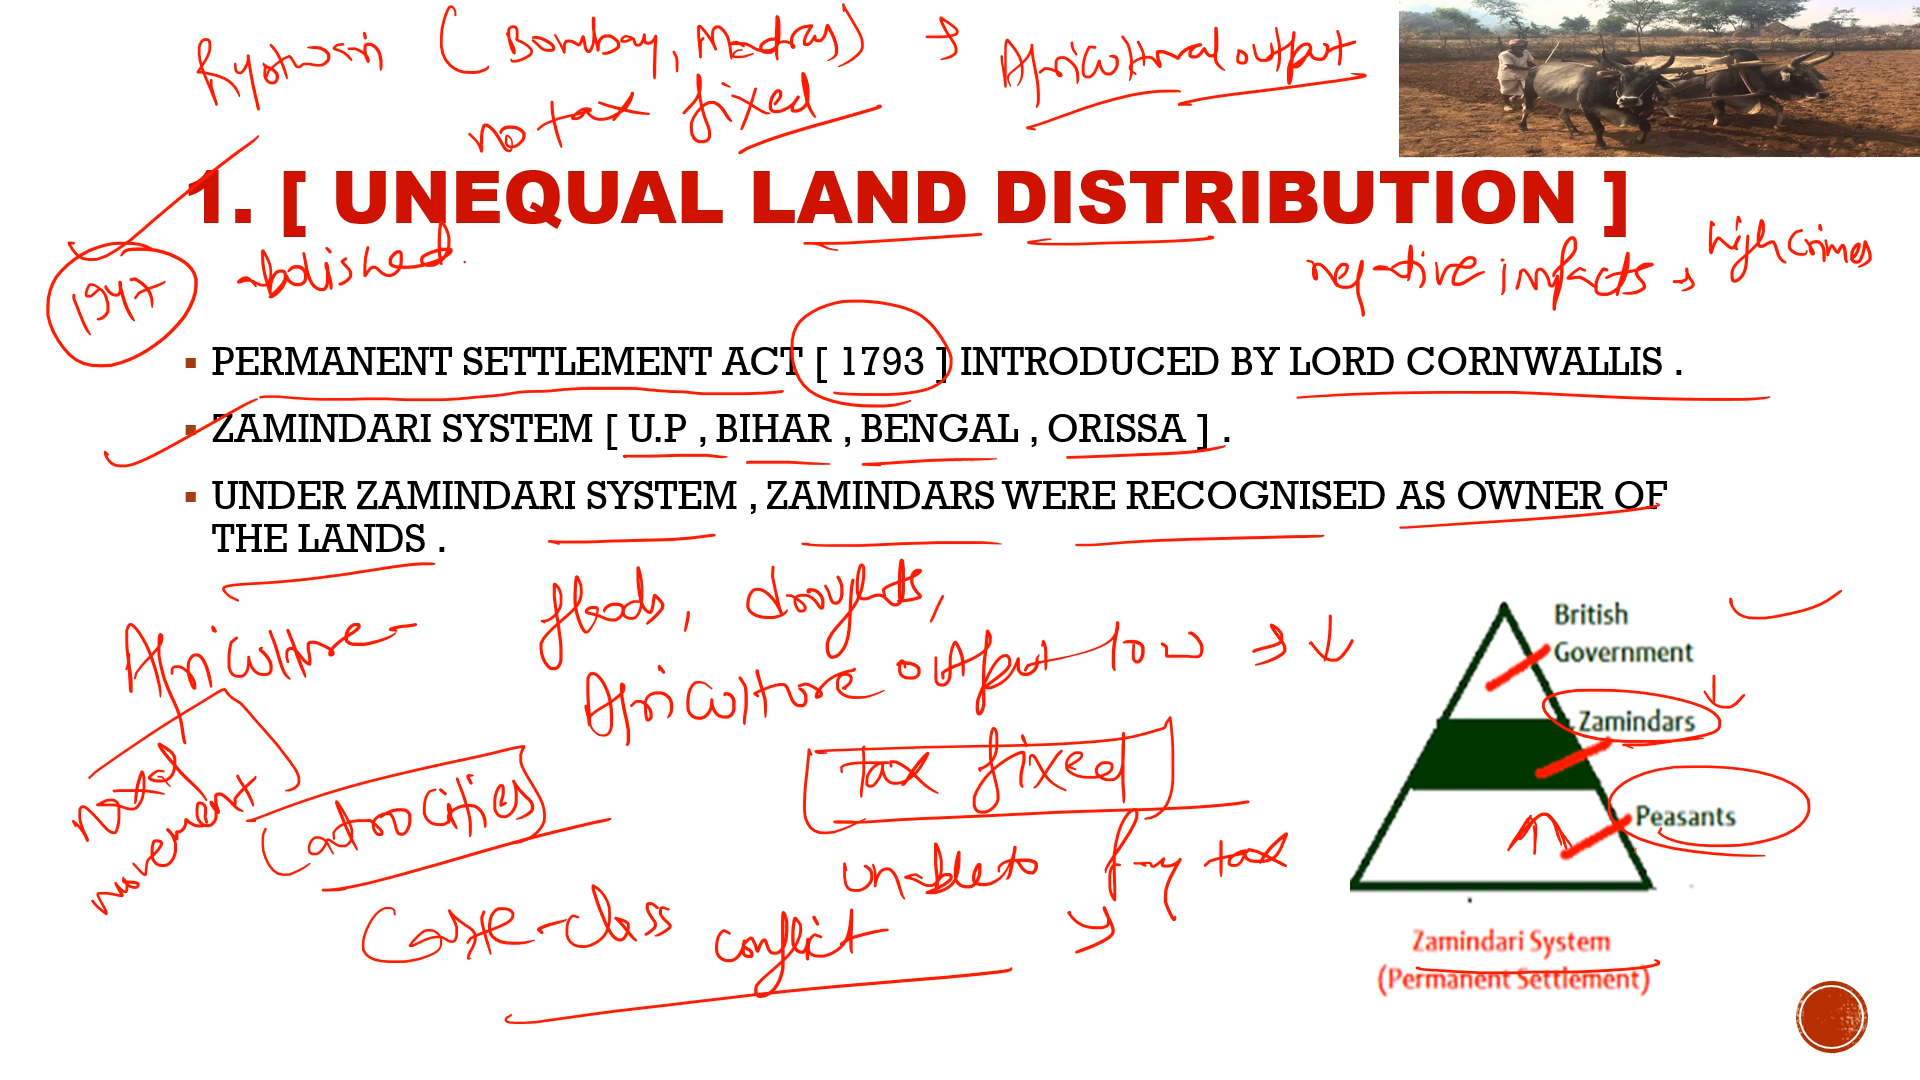 Ryotwari (Bombay, Madras) → Agricultural output
no tax fixed
1. [ UNEQUAL LAND DISTRIBUTION ]
1947 abolished.
negative impacts → high crimes
▪ PERMANENT SETTLEMENT ACT [ 1793 ] INTRODUCED BY LORD CORNWALLIS .
▪ ZAMINDARI SYSTEM [ U.P , BIHAR , BENGAL , ORISSA ] .
▪ UNDER ZAMINDARI SYSTEM , ZAMINDARS WERE RECOGNISED AS OWNER OF
THE LANDS .
Agriculture -
floods, droughts,
Agriculture output low → ↓
tax fixed
unable to pay tax
naxal
movement
(atrocities)
Caste-class conflict
British
Government
Zamindars
Peasants
Zamindari System
(Permanent Settlement)